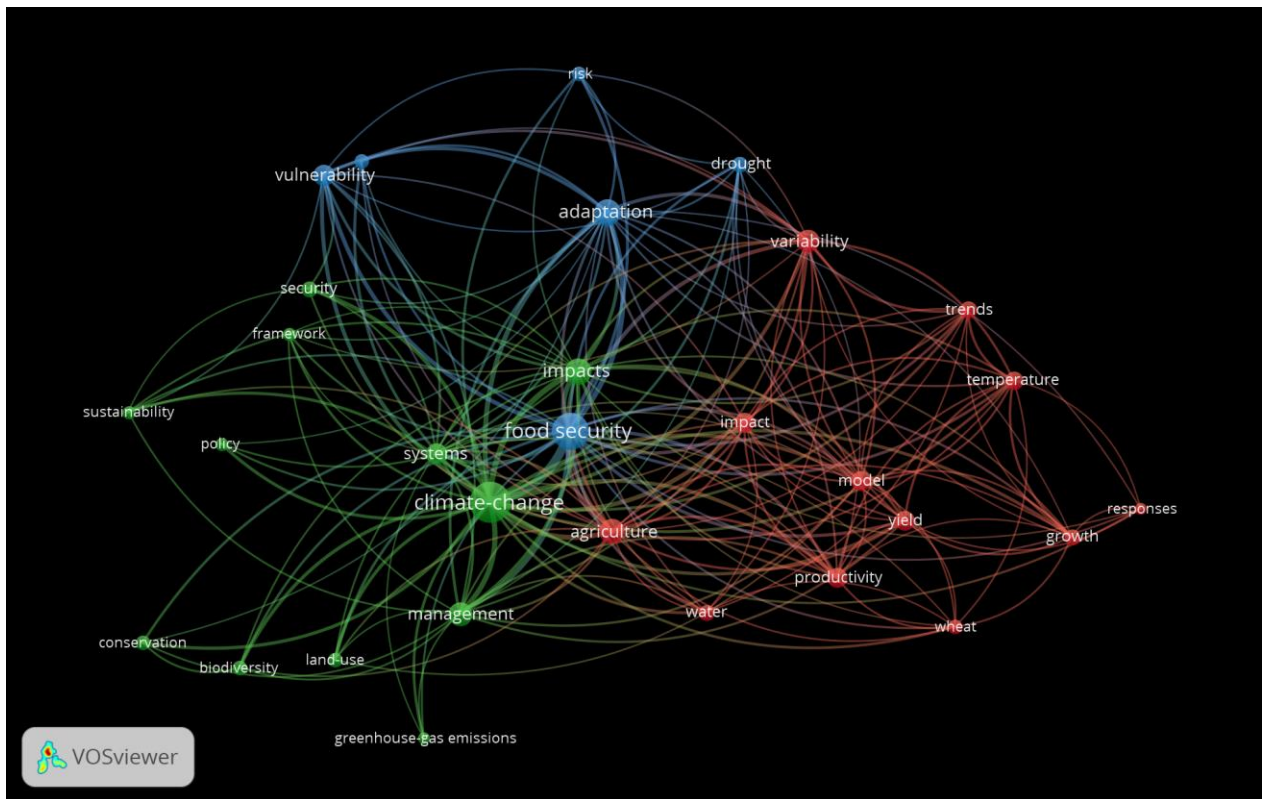 risk
drought
vulnerability
adaptation
variability
security
trends
framework
impacts
temperature
sustainability
impact
food security
policy
systems
model
climate-change
responses
yield
agriculture
growth
productivity
management
water
wheat
conservation
land-use
biodiversity
greenhouse-gas emissions
VOSviewer